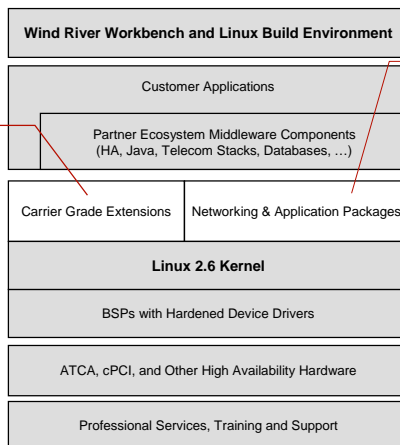 Wind River Workbench and Linux Build Environment
Customer Applications
Partner Ecosystem Middleware Components
(HA, Java, Telecom Stacks, Databases, …)
Carrier Grade Extensions
Networking & Application Packages
Linux 2.6 Kernel
BSPs with Hardened Device Drivers
ATCA, cPCI, and Other High Availability Hardware
Professional Services, Training and Support